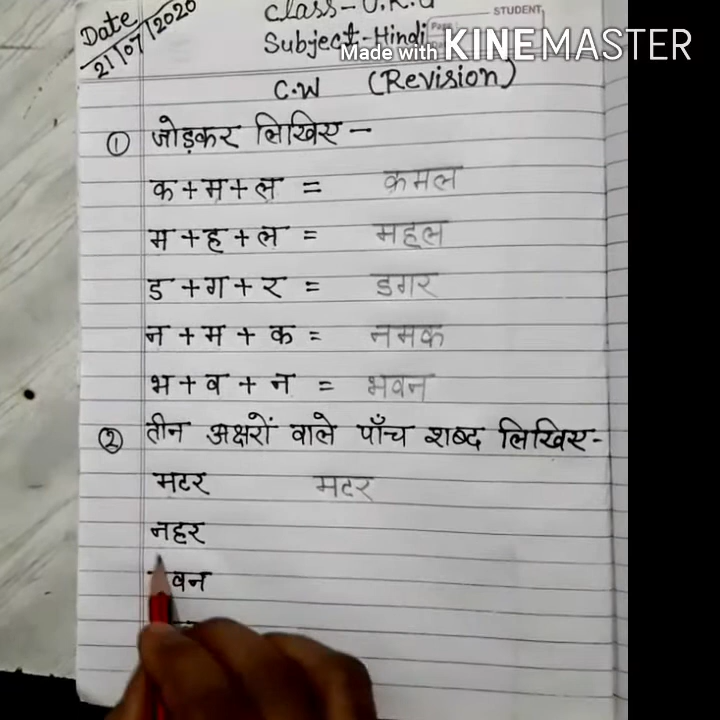 Date
21/07/2020
STUDENT
Class-U.K.G
Subject-Hindi
Made with KINEMASTER
C.W (Revision)
① जोड़कर लिखिए -
क + म + ल = कमल
म + ह + ल = महल
ड + ग + र = डगर
न + म + क = नमक
भ + व + न = भवन
② तीन अक्षरों वाले पाँच शब्द लिखिए -
मटर मटर
नहर